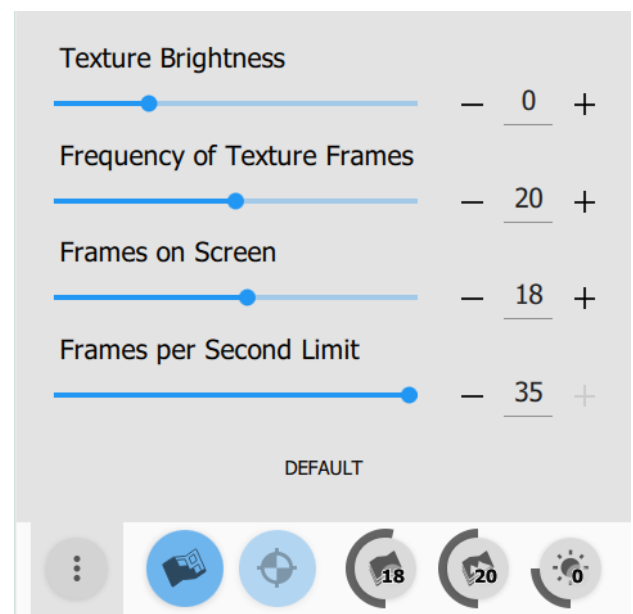 Texture Brightness
− 0 +
Frequency of Texture Frames
− 20 +
Frames on Screen
− 18 +
Frames per Second Limit
− 35 +
DEFAULT
18 20 0